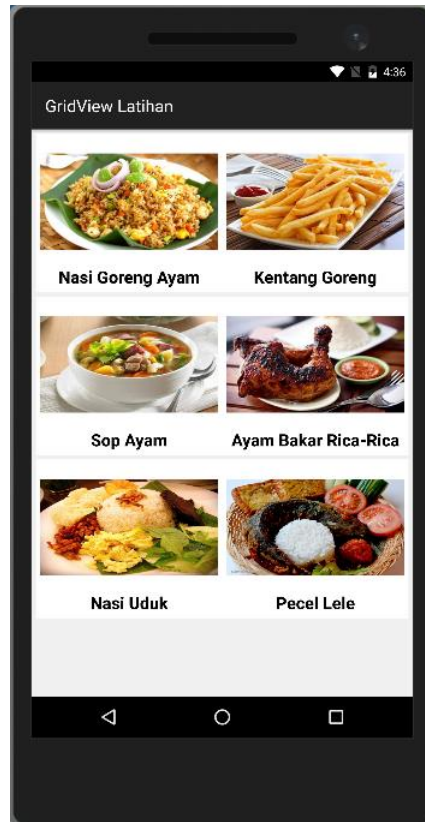 4:36
GridView Latihan
Nasi Goreng Ayam
Kentang Goreng
Sop Ayam
Ayam Bakar Rica-Rica
Nasi Uduk
Pecel Lele